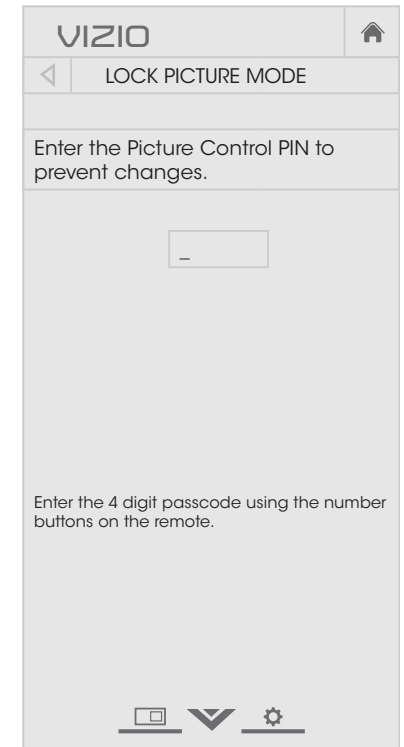 VIZIO
LOCK PICTURE MODE
Enter the Picture Control PIN to
prevent changes.
_
Enter the 4 digit passcode using the number
buttons on the remote.